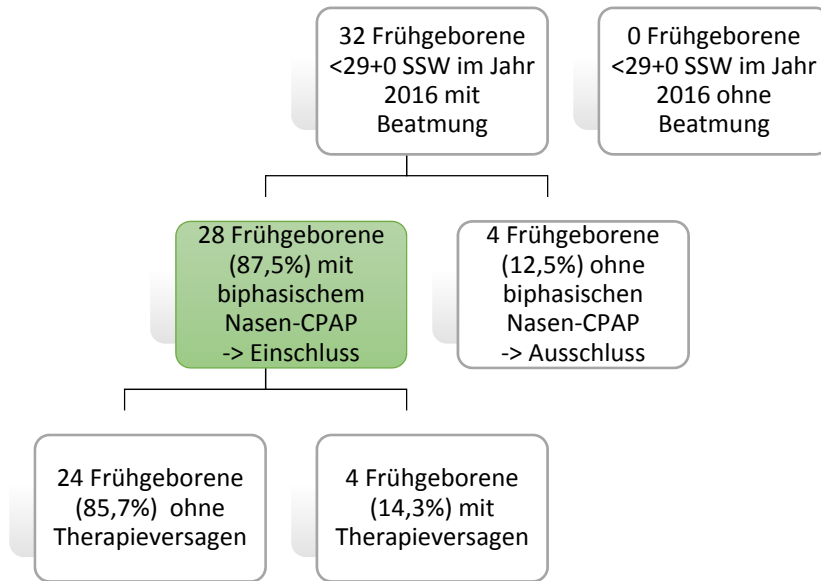 32 Frühgeborene
<29+0 SSW im Jahr
2016 mit
Beatmung
0 Frühgeborene
<29+0 SSW im Jahr
2016 ohne
Beatmung
28 Frühgeborene
(87,5%) mit
biphasischem
Nasen-CPAP
-> Einschluss
4 Frühgeborene
(12,5%) ohne
biphasischen
Nasen-CPAP
-> Ausschluss
24 Frühgeborene
(85,7%) ohne
Therapieversagen
4 Frühgeborene
(14,3%) mit
Therapieversagen